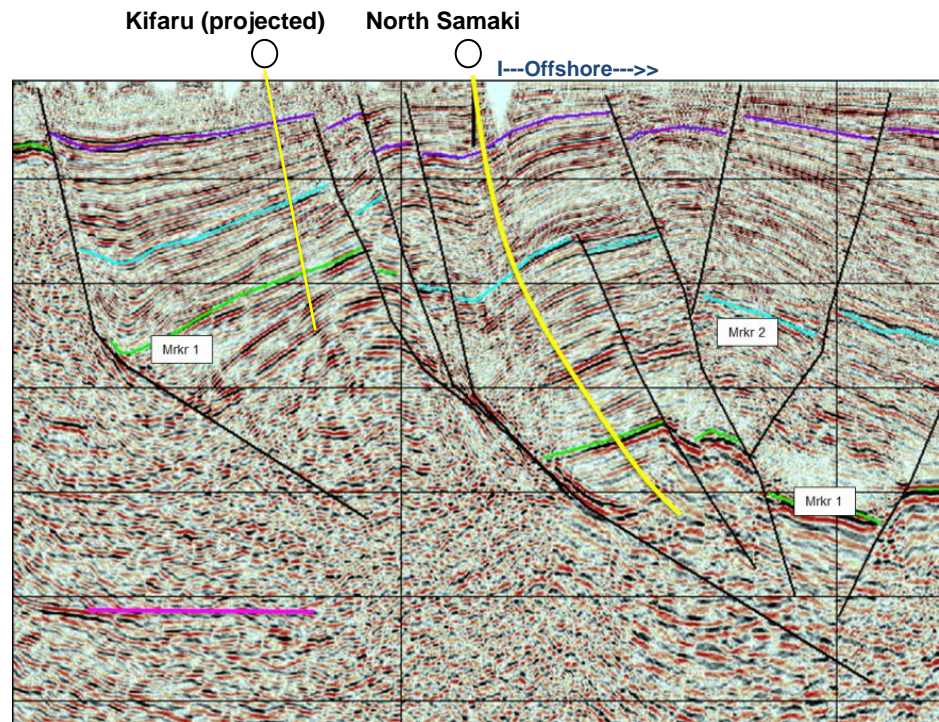 Kifaru (projected) North Samaki
I---Offshore--->>
Mrkr 2
Mrkr 1
Mrkr 1